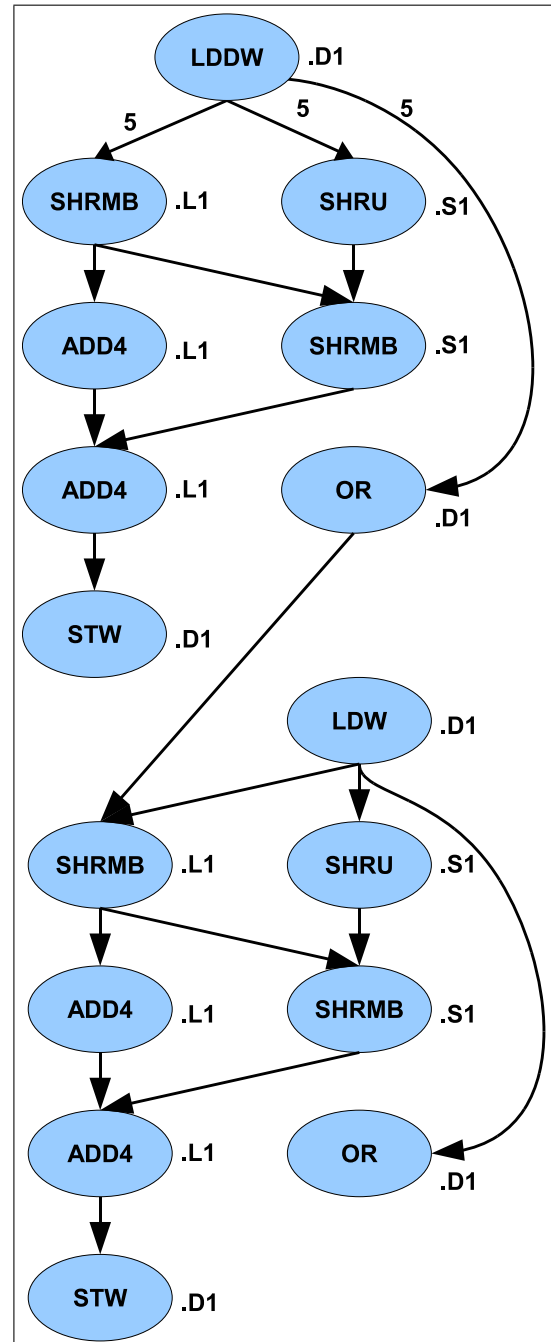 LDDW .D1
5 5 5
SHRMB .L1 SHRU .S1
ADD4 .L1 SHRMB .S1
ADD4 .L1 OR .D1
STW .D1
LDW .D1
SHRMB .L1 SHRU .S1
ADD4 .L1 SHRMB .S1
ADD4 .L1 OR .D1
STW .D1